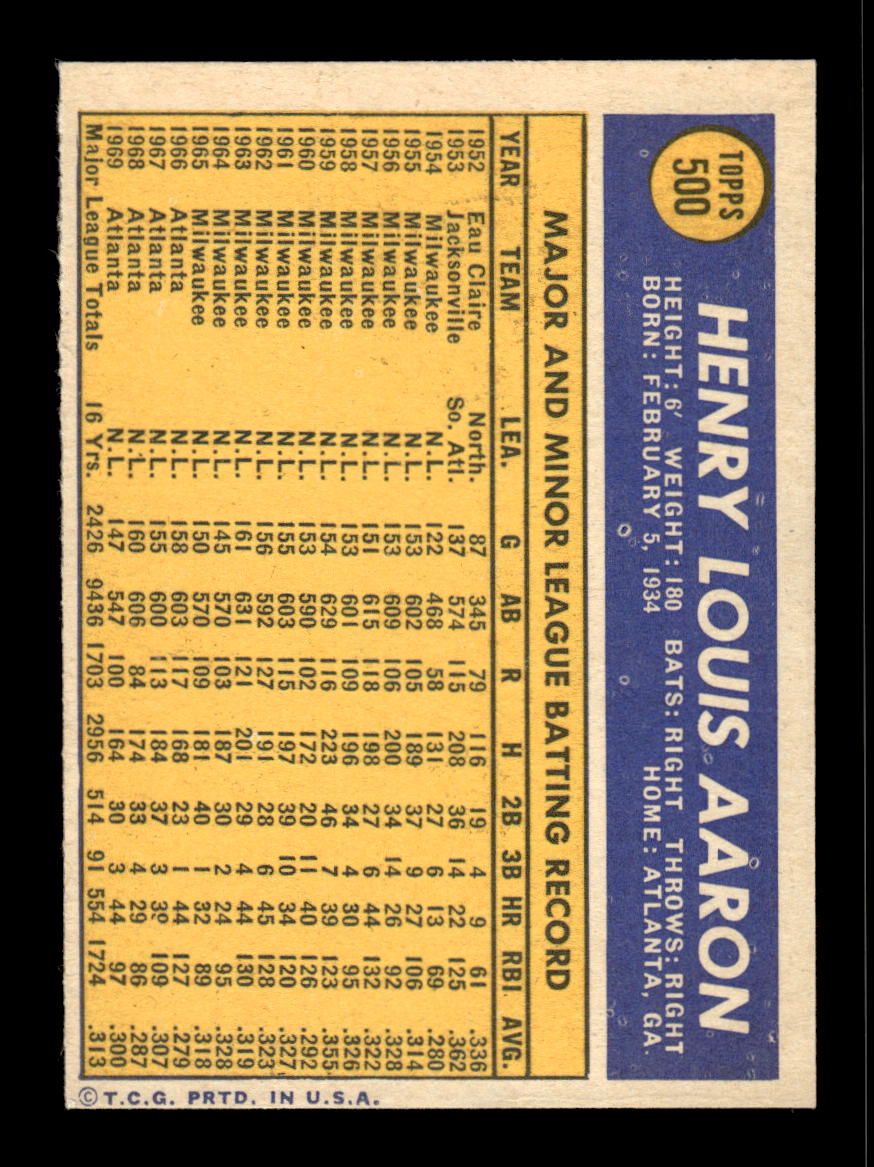 TOPPS
500
HENRY LOUIS AARON
HEIGHT: 6' WEIGHT: 180 BATS: RIGHT THROWS: RIGHT
BORN: FEBRUARY 5, 1934 HOME: ATLANTA, GA.
MAJOR AND MINOR LEAGUE BATTING RECORD
YEAR TEAM LEA. G AB R H 2B 3B HR RBI AVG.
1952 Eau Claire North. 87 345 79 116 19 4 9 61 .336
1953 Jacksonville So. Atl. 137 574 115 208 36 14 22 125 .362
1954 Milwaukee N.L. 122 468 58 131 27 6 13 69 .280
1955 Milwaukee N.L. 153 602 105 189 37 9 27 106 .314
1956 Milwaukee N.L. 153 609 106 200 34 14 26 92 .328
1957 Milwaukee N.L. 151 615 118 198 27 6 44 132 .322
1958 Milwaukee N.L. 153 601 109 196 34 4 30 95 .326
1959 Milwaukee N.L. 154 629 116 223 46 7 39 123 .355
1960 Milwaukee N.L. 153 590 102 172 20 11 40 126 .292
1961 Milwaukee N.L. 155 603 115 197 39 10 34 120 .327
1962 Milwaukee N.L. 156 592 127 191 28 6 45 128 .323
1963 Milwaukee N.L. 161 631 121 201 29 4 44 130 .319
1964 Milwaukee N.L. 145 570 103 187 30 2 24 95 .328
1965 Milwaukee N.L. 150 570 109 181 40 1 32 89 .318
1966 Atlanta N.L. 158 603 117 168 23 1 44 127 .279
1967 Atlanta N.L. 155 600 113 184 37 3 39 109 .307
1968 Atlanta N.L. 160 606 84 174 33 4 29 86 .287
1969 Atlanta N.L. 147 547 100 164 30 3 44 97 .300
Major League Totals 16 Yrs. 2426 9436 1703 2956 514 91 554 1724 .313
© T.C.G. PRTD. IN U.S.A.